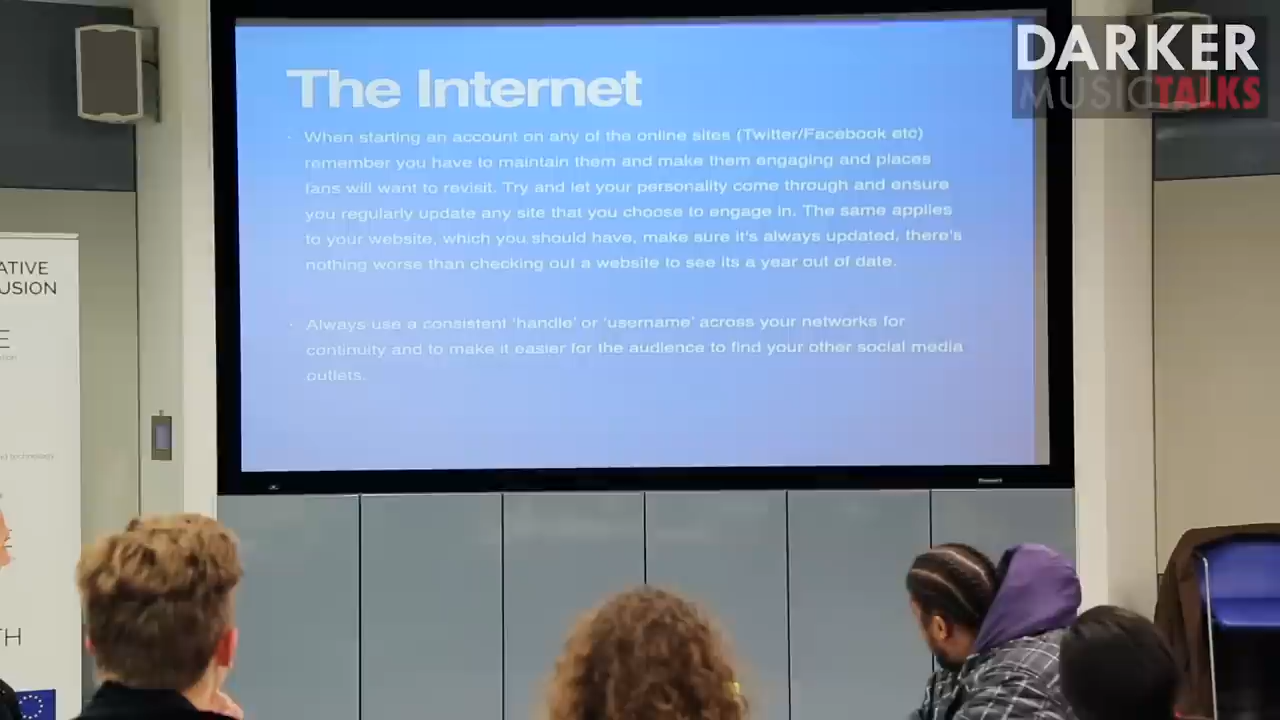 DARKER
MUSICTALKS
The Internet
· When starting an account on any of the online sites (Twitter/Facebook etc)
remember you have to maintain them and make them engaging and places
fans will want to revisit. Try and let your personality come through and ensure
you regularly update any site that you choose to engage in. The same applies
to your website, which you should have, make sure it's always updated, there's
nothing worse than checking out a website to see its a year out of date.
· Always use a consistent 'handle' or 'username' across your networks for
continuity and to make it easier for the audience to find your other social media
outlets.
ATIVE
USION
E
TH